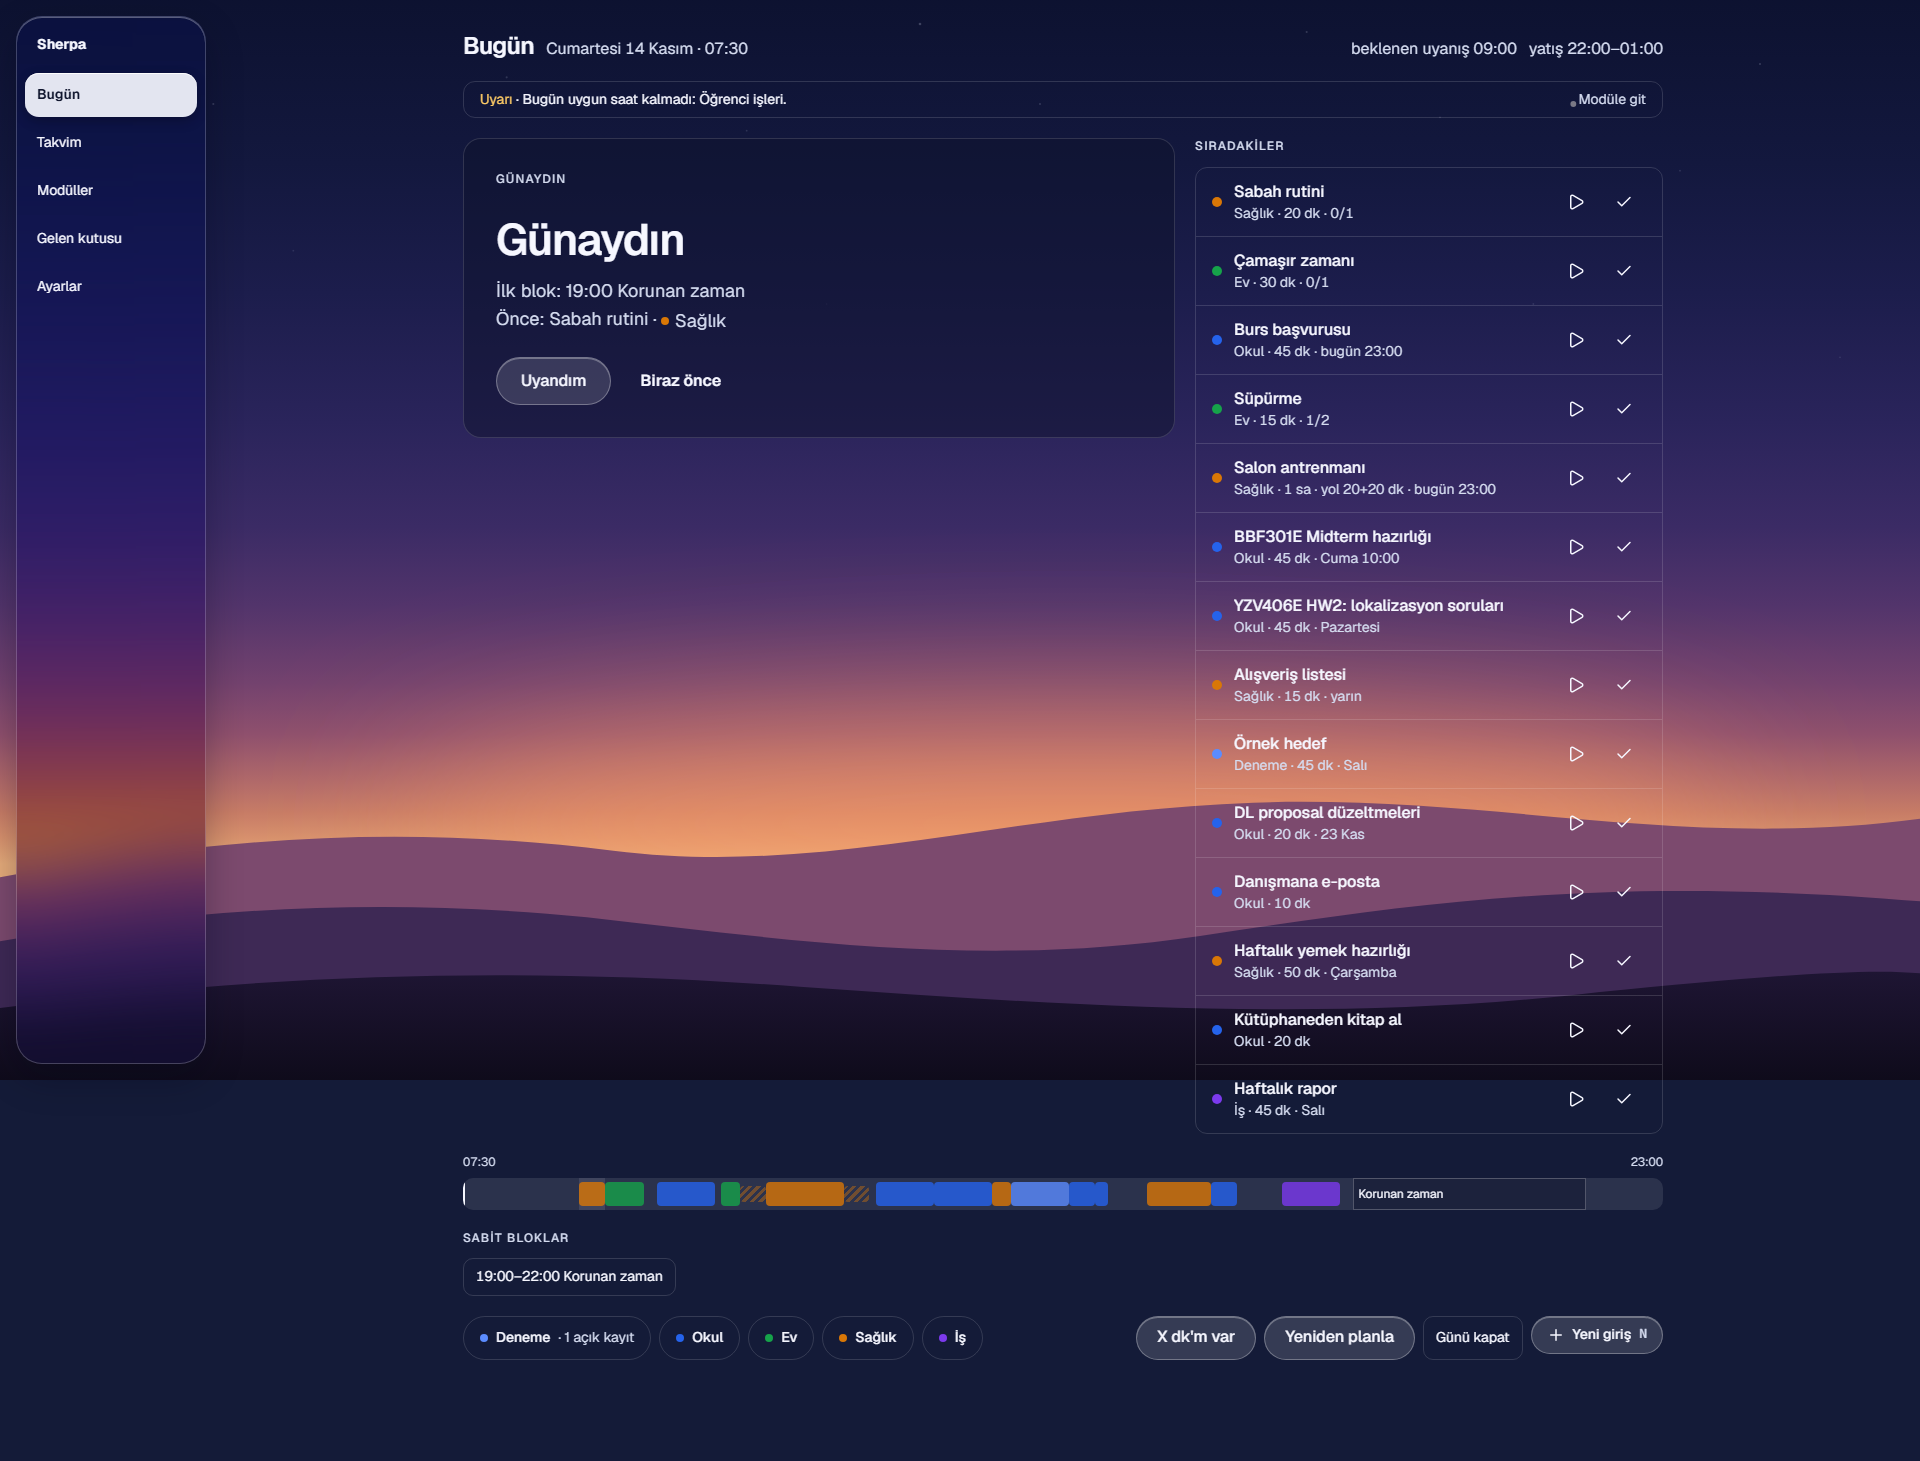 Sherpa
Bugün
Takvim
Modüller
Gelen kutusu
Ayarlar
Bugün Cumartesi 14 Kasım · 07:30
beklenen uyanış 09:00 yatış 22:00–01:00
Uyarı · Bugün uygun saat kalmadı: Öğrenci işleri.
Modüle git
GÜNAYDIN
Günaydın
İlk blok: 19:00 Korunan zaman
Önce: Sabah rutini · Sağlık
Uyandım
Biraz önce
SIRADAKİLER
Sabah rutini
Sağlık · 20 dk · 0/1
Çamaşır zamanı
Ev · 30 dk · 0/1
Burs başvurusu
Okul · 45 dk · bugün 23:00
Süpürme
Ev · 15 dk · 1/2
Salon antrenmanı
Sağlık · 1 sa · yol 20+20 dk · bugün 23:00
BBF301E Midterm hazırlığı
Okul · 45 dk · Cuma 10:00
YZV406E HW2: lokalizasyon soruları
Okul · 45 dk · Pazartesi
Alışveriş listesi
Sağlık · 15 dk · yarın
Örnek hedef
Deneme · 45 dk · Salı
DL proposal düzeltmeleri
Okul · 20 dk · 23 Kas
Danışmana e-posta
Okul · 10 dk
Haftalık yemek hazırlığı
Sağlık · 50 dk · Çarşamba
Kütüphaneden kitap al
Okul · 20 dk
Haftalık rapor
İş · 45 dk · Salı
07:30
23:00
Korunan zaman
SABİT BLOKLAR
19:00–22:00 Korunan zaman
Deneme · 1 açık kayıt
Okul
Ev
Sağlık
İş
X dk'm var
Yeniden planla
Günü kapat
Yeni giriş N